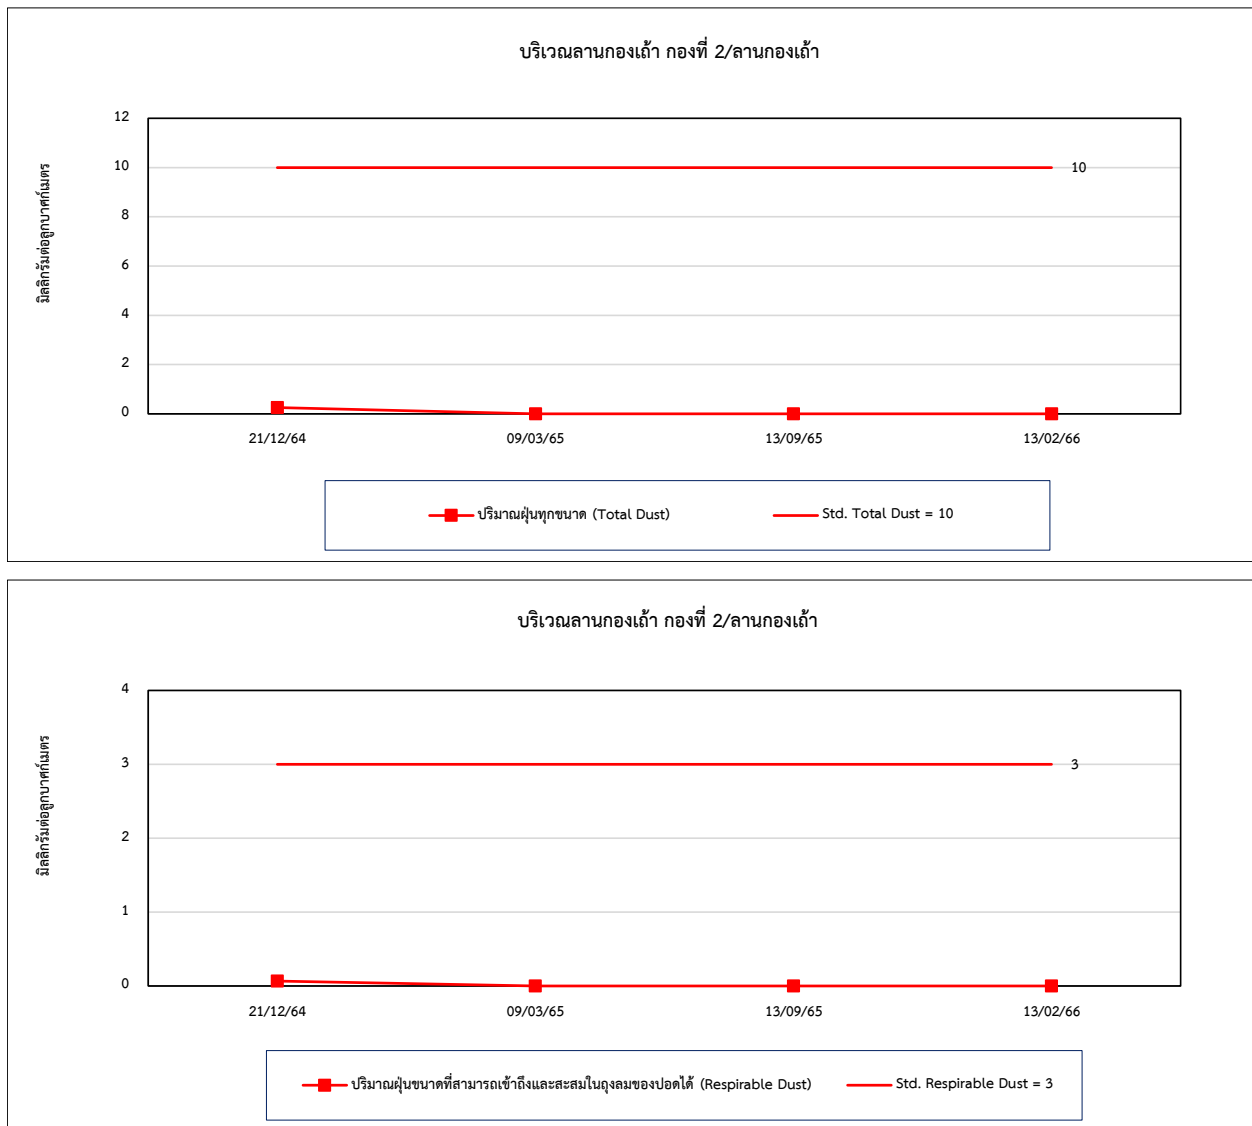 บริเวณลานกองเถ้า กองที่ 2/ลานกองเถ้า
มิลลิกรัมต่อลูกบาศก์เมตร
12
10
8
6
4
2
0
10
21/12/64 09/03/65 13/09/65 13/02/66
ปริมาณฝุ่นทุกขนาด (Total Dust) Std. Total Dust = 10
บริเวณลานกองเถ้า กองที่ 2/ลานกองเถ้า
มิลลิกรัมต่อลูกบาศก์เมตร
4
3
2
1
0
3
21/12/64 09/03/65 13/09/65 13/02/66
ปริมาณฝุ่นขนาดที่สามารถเข้าถึงและสะสมในถุงลมของปอดได้ (Respirable Dust) Std. Respirable Dust = 3